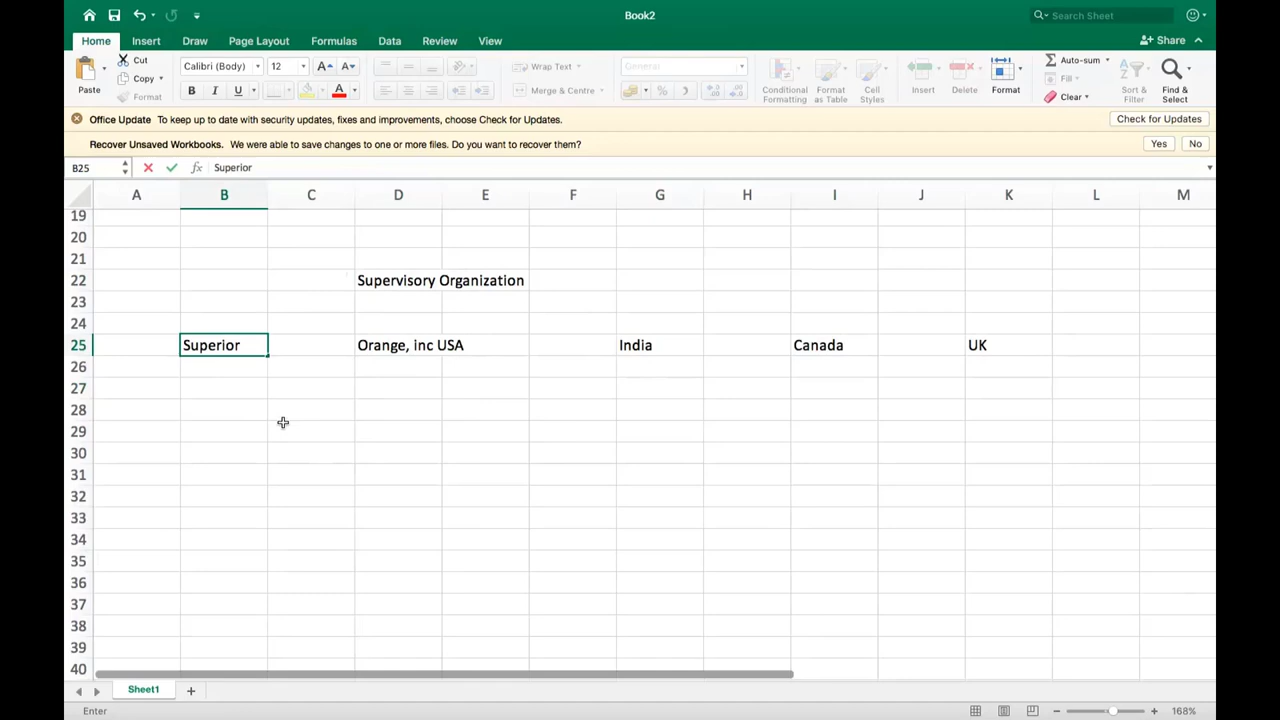 Book2
Search Sheet
Home Insert Draw Page Layout Formulas Data Review View
Share
Paste
Cut
Copy
Format
Calibri (Body) 12
B I U
Wrap Text
Merge & Centre
General
Conditional Formatting
Format as Table
Cell Styles
Insert
Delete
Format
Auto-sum
Fill
Clear
Sort & Filter
Find & Select
Office Update To keep up to date with security updates, fixes and improvements, choose Check for Updates. Check for Updates
Recover Unsaved Workbooks. We were able to save changes to one or more files. Do you want to recover them? Yes No
B25 fx Superior
A B C D E F G H I J K L M
19
20
21
22 Supervisory Organization
23
24
25 Superior Orange, inc USA India Canada UK
26
27
28
29
30
31
32
33
34
35
36
37
38
39
40
Sheet1
Enter 168%